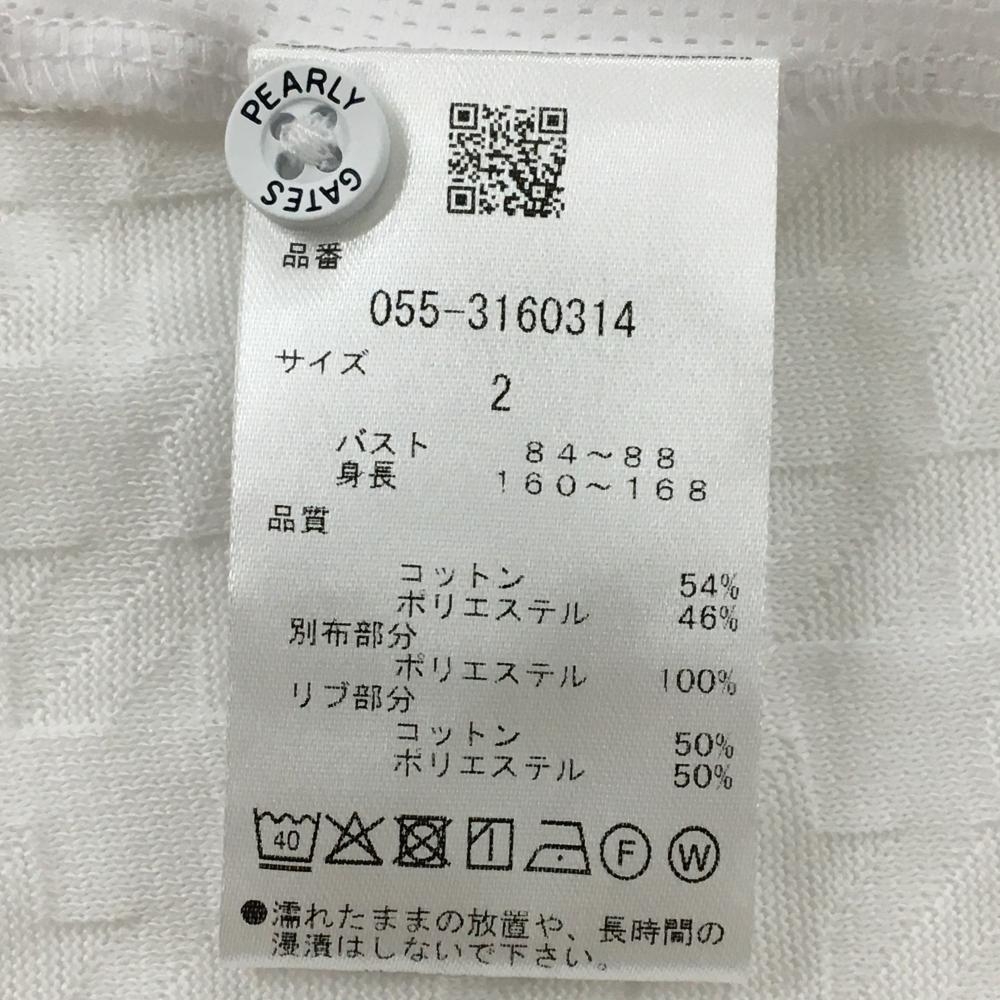 PEARLY
GATES
品番
055-3160314
サイズ
2
バスト 84～88
身長 160～168
品質
コットン 54%
ポリエステル 46%
別布部分
ポリエステル 100%
リブ部分
コットン 50%
ポリエステル 50%
40 F W
●濡れたままの放置や、長時間の
浸漬はしないで下さい。